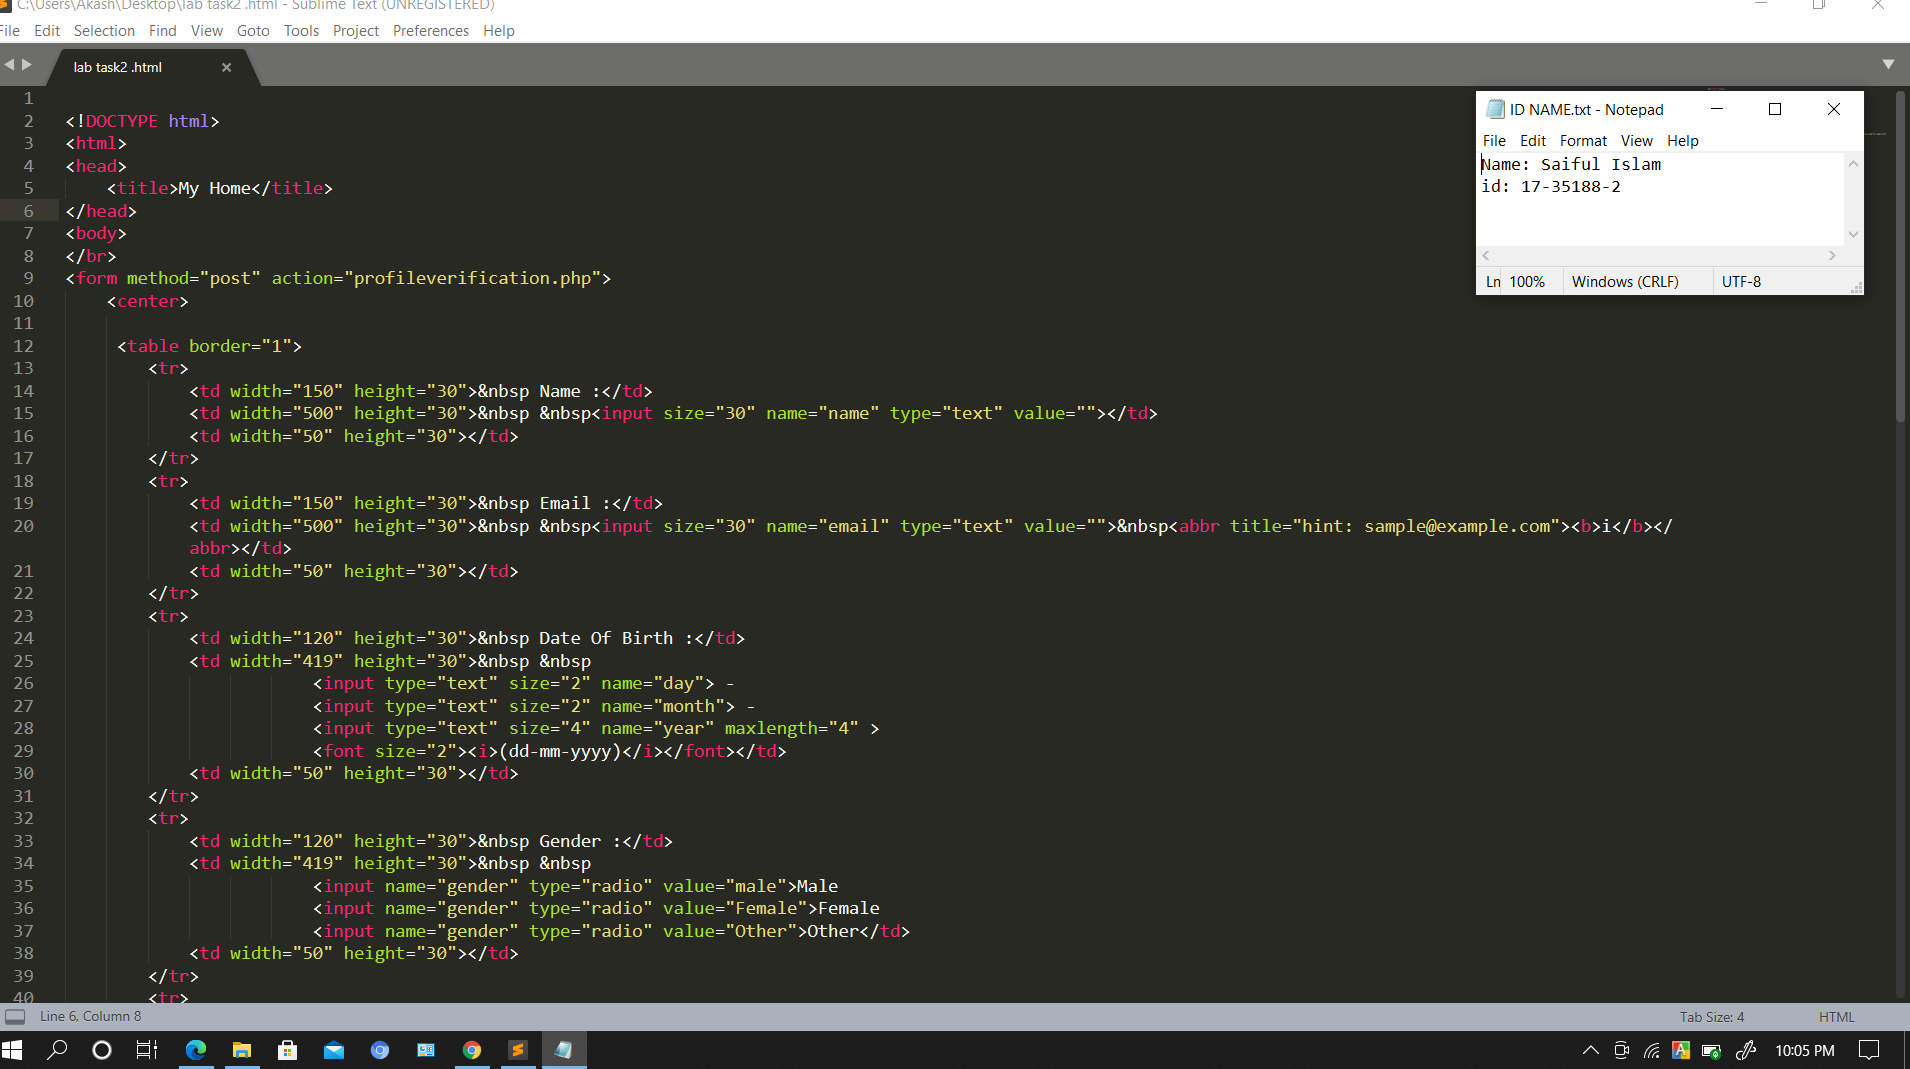 C:\Users\Akash\Desktop\lab task2 .html - Sublime Text (UNREGISTERED)
File Edit Selection Find View Goto Tools Project Preferences Help
lab task2 .html
1
2 <!DOCTYPE html>
3 <html>
4 <head>
5 <title>My Home</title>
6 </head>
7 <body>
8 </br>
9 <form method="post" action="profileverification.php">
10 <center>
11
12 <table border="1">
13 <tr>
14 <td width="150" height="30">&nbsp Name :</td>
15 <td width="500" height="30">&nbsp &nbsp<input size="30" name="name" type="text" value=""></td>
16 <td width="50" height="30"></td>
17 </tr>
18 <tr>
19 <td width="150" height="30">&nbsp Email :</td>
20 <td width="500" height="30">&nbsp &nbsp<input size="30" name="email" type="text" value="">&nbsp<abbr title="hint: sample@example.com"><b>i</b></
abbr></td>
21 <td width="50" height="30"></td>
22 </tr>
23 <tr>
24 <td width="120" height="30">&nbsp Date Of Birth :</td>
25 <td width="419" height="30">&nbsp &nbsp
26 <input type="text" size="2" name="day"> -
27 <input type="text" size="2" name="month"> -
28 <input type="text" size="4" name="year" maxlength="4" >
29 <font size="2"><i>(dd-mm-yyyy)</i></font></td>
30 <td width="50" height="30"></td>
31 </tr>
32 <tr>
33 <td width="120" height="30">&nbsp Gender :</td>
34 <td width="419" height="30">&nbsp &nbsp
35 <input name="gender" type="radio" value="male">Male
36 <input name="gender" type="radio" value="Female">Female
37 <input name="gender" type="radio" value="Other">Other</td>
38 <td width="50" height="30"></td>
39 </tr>
40 <tr>
ID NAME.txt - Notepad
File Edit Format View Help
Name: Saiful Islam
id: 17-35188-2
Ln 100% Windows (CRLF) UTF-8
Line 6, Column 8 Tab Size: 4 HTML
10:05 PM